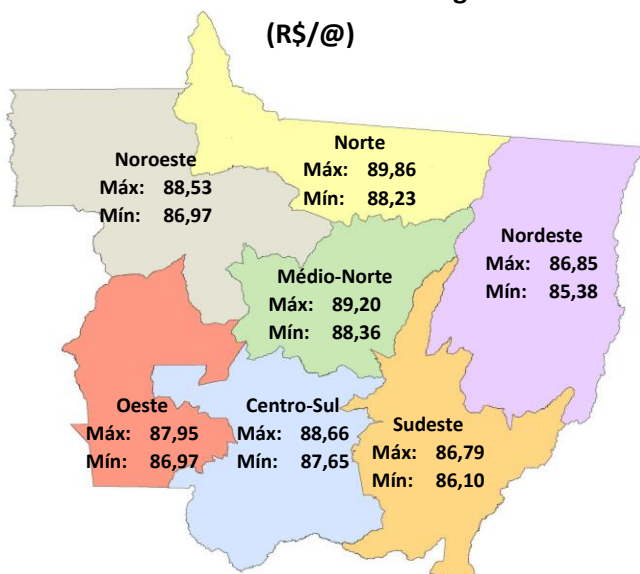 (R$/@)
Norte
Máx: 89,86
Mín: 88,23
Noroeste
Máx: 88,53
Mín: 86,97
Nordeste
Máx: 86,85
Mín: 85,38
Médio-Norte
Máx: 89,20
Mín: 88,36
Oeste
Máx: 87,95
Mín: 86,97
Centro-Sul
Máx: 88,66
Mín: 87,65
Sudeste
Máx: 86,79
Mín: 86,10